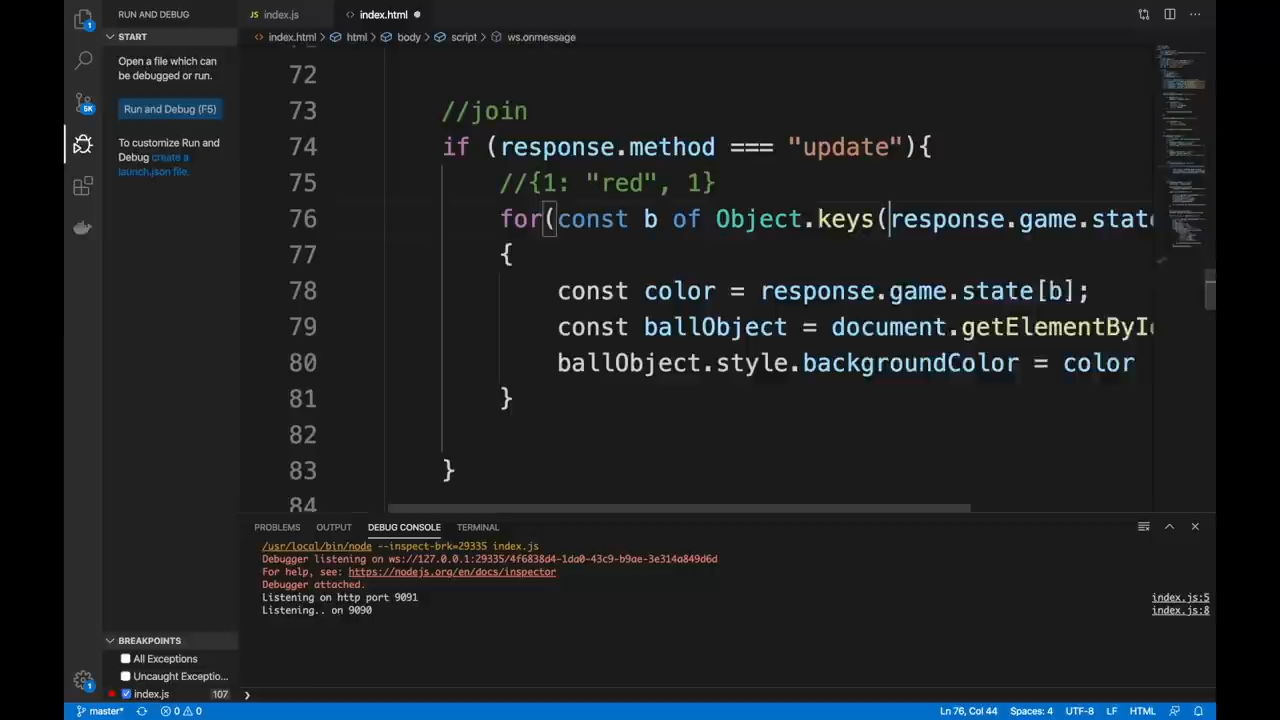 RUN AND DEBUG
index.js
index.html
START
index.html > html > body > script > ws.onmessage
Open a file which can
be debugged or run.
Run and Debug (F5)
To customize Run and
Debug create a
launch.json file.
72
73 //join
74 if (response.method === "update"){
75 //{1: "red", 1}
76 for(const b of Object.keys(response.game.state
77 {
78 const color = response.game.state[b];
79 const ballObject = document.getElementById
80 ballObject.style.backgroundColor = color
81 }
82
83 }
84
PROBLEMS OUTPUT DEBUG CONSOLE TERMINAL
/usr/local/bin/node --inspect-brk=29335 index.js
Debugger listening on ws://127.0.0.1:29335/4f6838d4-1da0-43c9-b9ae-3e314a849d6d
For help, see: https://nodejs.org/en/docs/inspector
Debugger attached.
Listening on http port 9091 index.js:5
Listening.. on 9090 index.js:8
BREAKPOINTS
All Exceptions
Uncaught Exceptio...
index.js 107
master* 0 0 Ln 76, Col 44 Spaces: 4 UTF-8 LF HTML